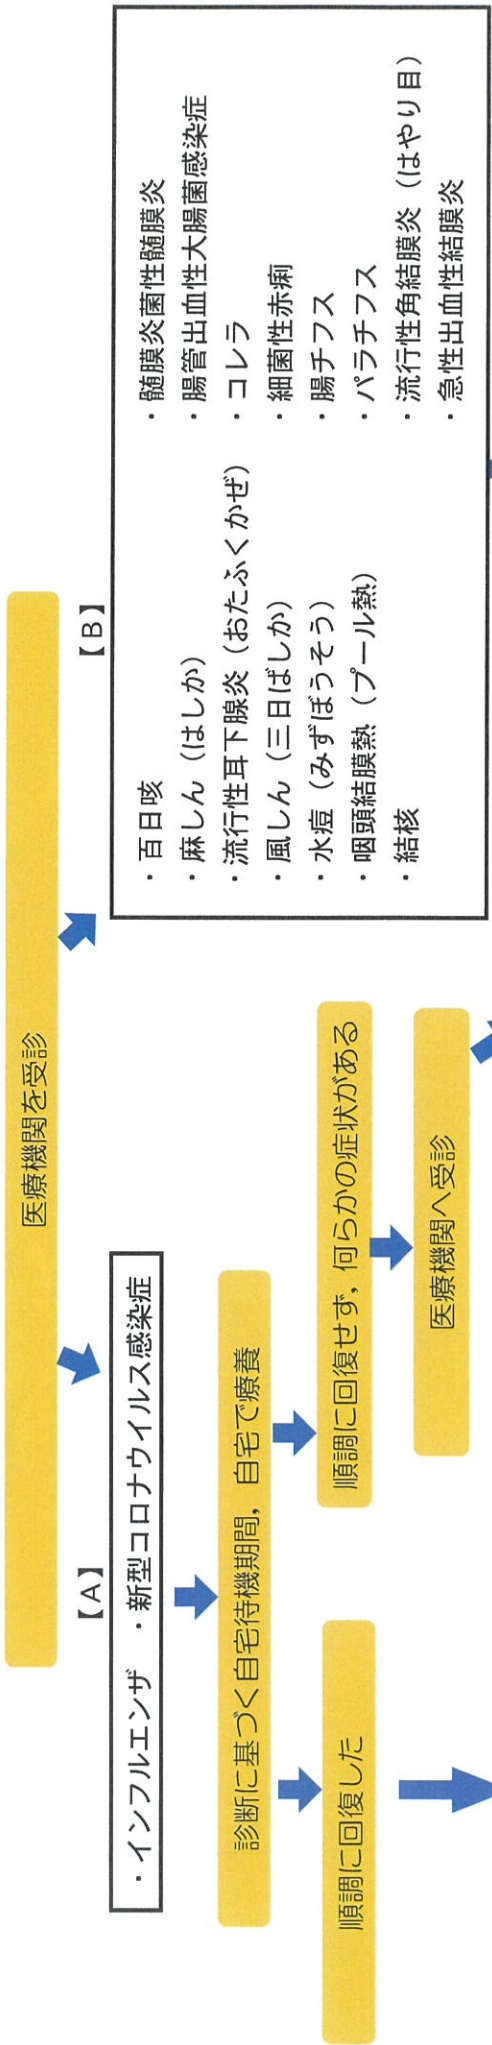 医療機関を受診
【A】
・インフルエンザ ・新型コロナウイルス感染症
診断に基づく自宅待機期間，自宅で療養
順調に回復した
順調に回復せず，何らかの症状がある
医療機関へ受診
【B】
・百日咳
・麻しん（はしか）
・流行性耳下腺炎（おたふくかぜ）
・風しん（三日ばしか）
・水痘（みずぼうそう）
・咽頭結膜熱（プール熱）
・結核
・髄膜炎菌性髄膜炎
・腸管出血性大腸菌感染症
・コレラ
・細菌性赤痢
・腸チフス
・パラチフス
・流行性角結膜炎（はやり目）
・急性出血性結膜炎